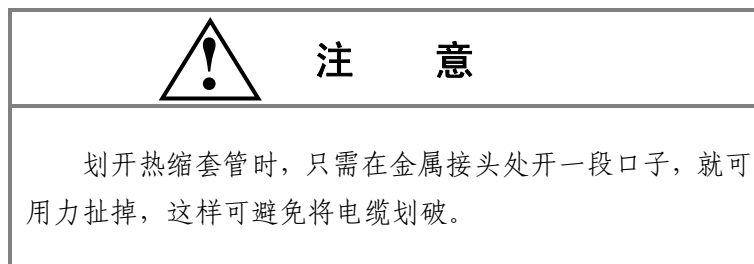 注 意
划开热缩套管时，只需在金属接头处开一段口子，就可
用力扯掉，这样可避免将电缆划破。